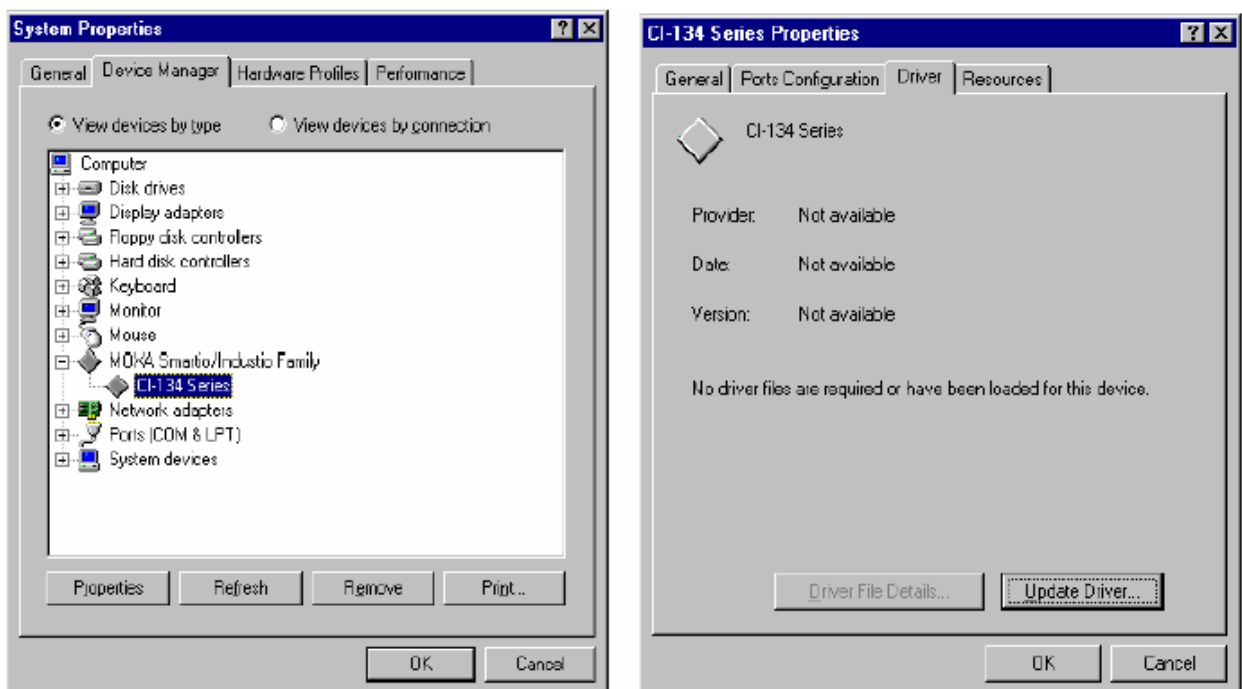 System Properties
General Device Manager Hardware Profiles Performance
View devices by type View devices by connection
Computer
Disk drives
Display adapters
Floppy disk controllers
Hard disk controllers
Keyboard
Monitor
Mouse
MOXA Smartio/Industio Family
CI-134 Series
Network adapters
Ports (COM & LPT)
System devices
Properties Refresh Remove Print...
OK Cancel
CI-134 Series Properties
General Ports Configuration Driver Resources
CI-134 Series
Provider: Not available
Date: Not available
Version: Not available
No driver files are required or have been loaded for this device.
Driver File Details... Update Driver...
OK Cancel